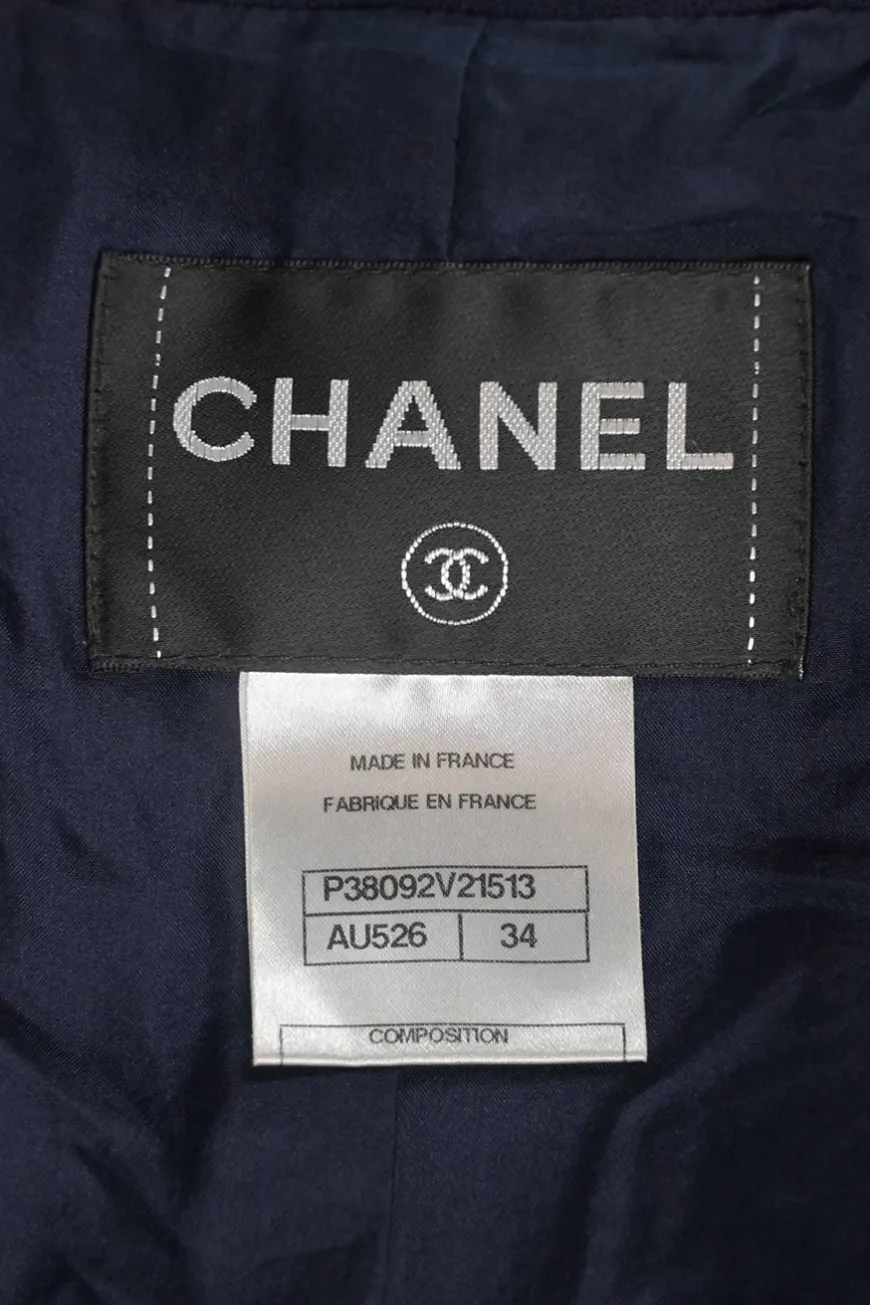 CHANEL
MADE IN FRANCE
FABRIQUE EN FRANCE
P38092V21513
AU526 34
COMPOSITION